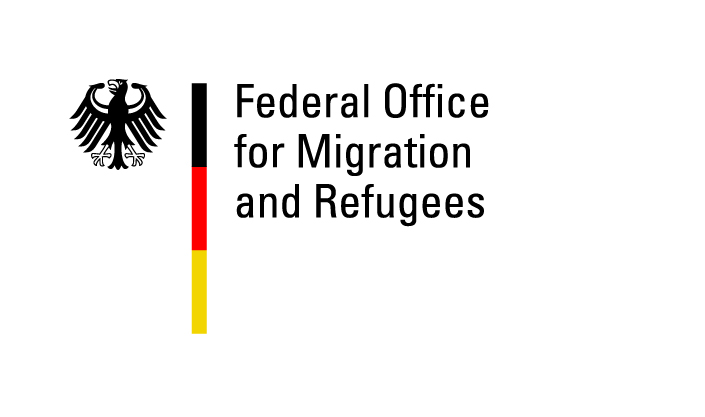 Federal Office
for Migration
and Refugees